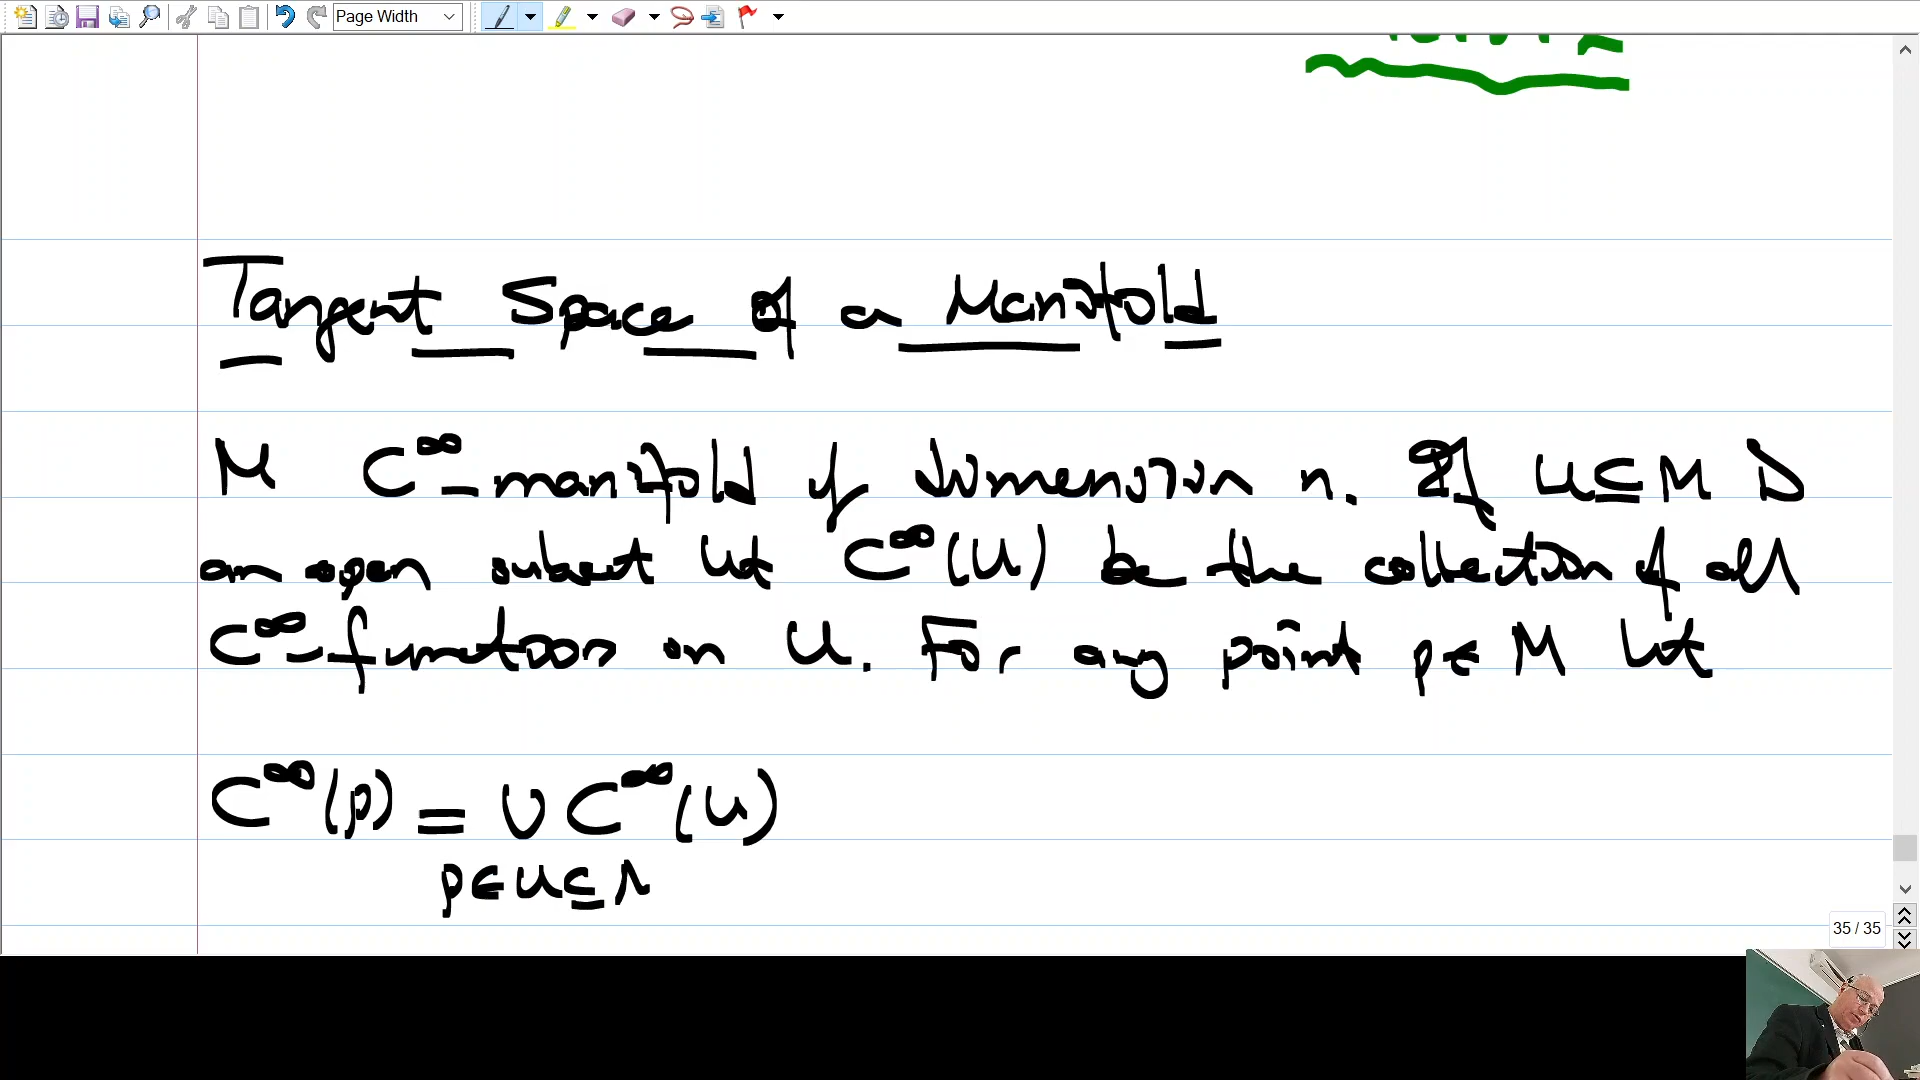 Page Width
Tangent Space of a Manifold
M C^∞-manifold of dimension n. If U ⊆ M is
an open subset let C^∞(U) be the collection of all
C^∞-functions on U. For any point p ∈ M let
C^∞(p) = ∪ C^∞(U)
p ∈ U ⊆ M
35 / 35